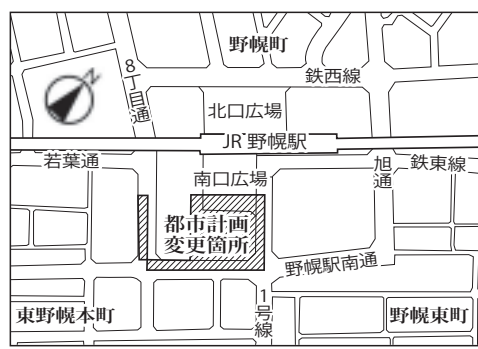 野幌町
8丁目通
鉄西線
北口広場
JR 野幌駅
若葉通
旭通
鉄東線
南口広場
都市計画
変更箇所
野幌駅南通
1号線
東野幌本町
野幌東町